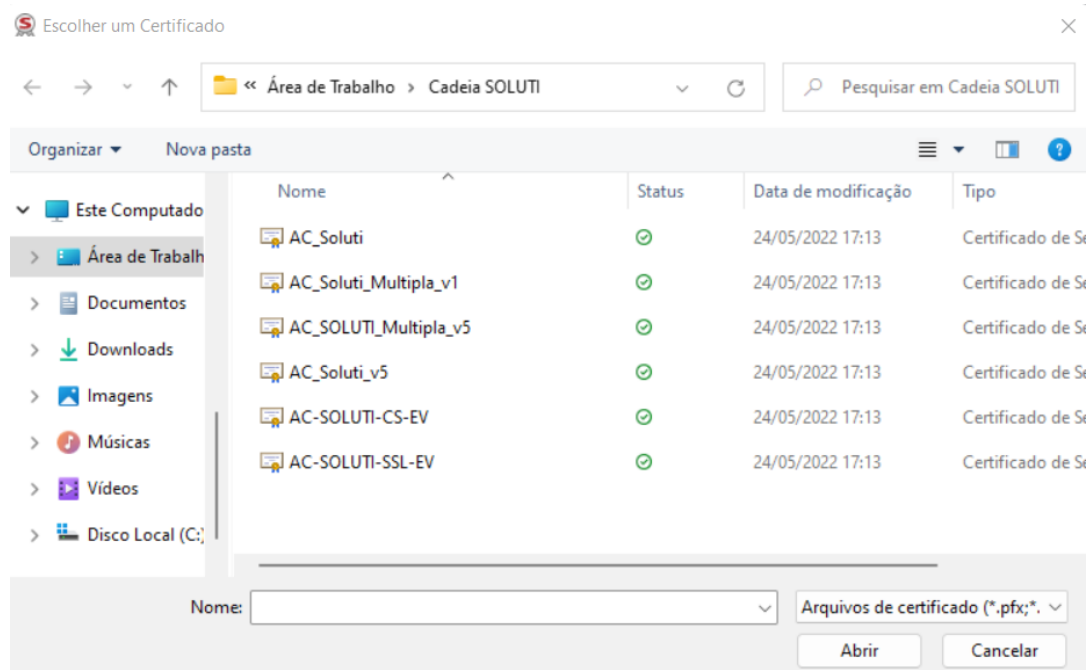 Escolher um Certificado
« Área de Trabalho › Cadeia SOLUTI
Pesquisar em Cadeia SOLUTI
Organizar
Nova pasta
?
Este Computado
Área de Trabalh
Documentos
Downloads
Imagens
Músicas
Vídeos
Disco Local (C:)
Nome Status Data de modificação Tipo
AC_Soluti 24/05/2022 17:13 Certificado de Se
AC_Soluti_Multipla_v1 24/05/2022 17:13 Certificado de Se
AC_SOLUTI_Multipla_v5 24/05/2022 17:13 Certificado de Se
AC_Soluti_v5 24/05/2022 17:13 Certificado de Se
AC-SOLUTI-CS-EV 24/05/2022 17:13 Certificado de Se
AC-SOLUTI-SSL-EV 24/05/2022 17:13 Certificado de Se
Nome:
Arquivos de certificado (*.pfx;*.
Abrir
Cancelar